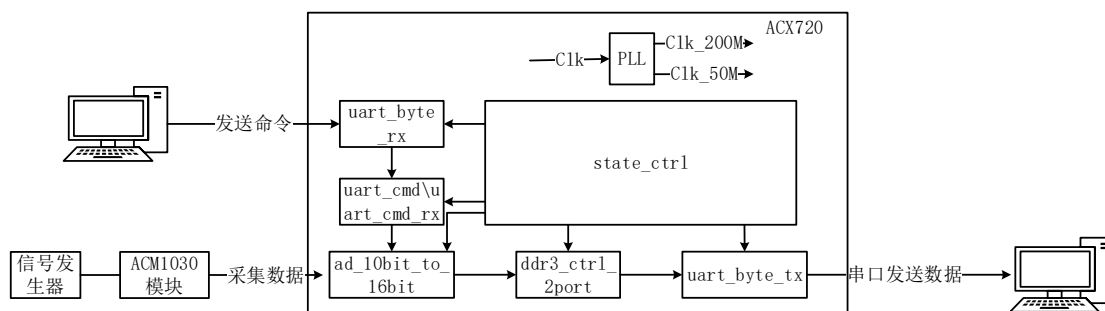 ACX720
Clk
PLL
Clk_200M
Clk_50M
发送命令
uart_byte
_rx
state_ctrl
uart_cmd\u
art_cmd_rx
信号发
生器
ACM1030
模块
采集数据
ad_10bit_to_
16bit
ddr3_ctrl_
2port
uart_byte_tx
串口发送数据